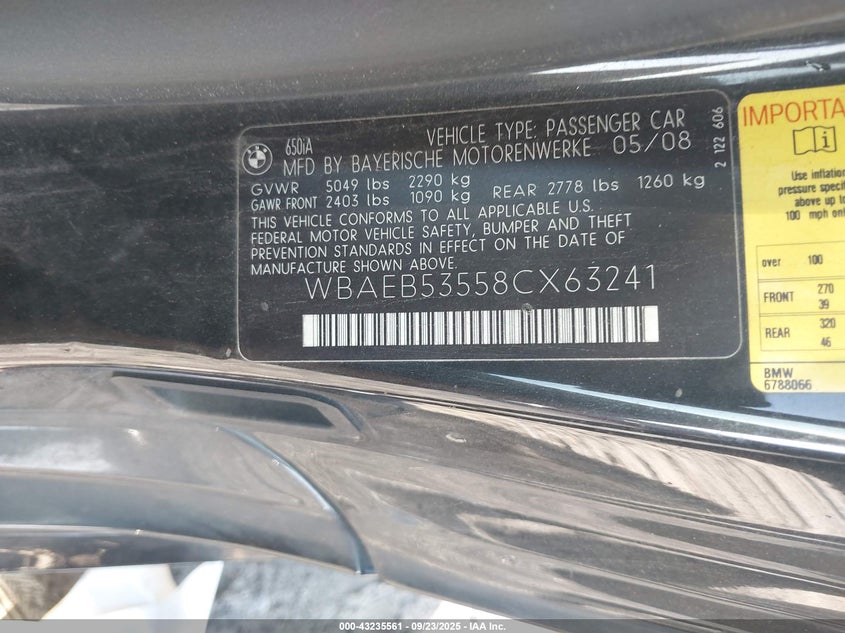 650iA
VEHICLE TYPE: PASSENGER CAR
MFD BY BAYERISCHE MOTORENWERKE 05/08
GVWR 5049 lbs 2290 kg
GAWR FRONT 2403 lbs 1090 kg REAR 2778 lbs 1260 kg
THIS VEHICLE CONFORMS TO ALL APPLICABLE U.S.
FEDERAL MOTOR VEHICLE SAFETY, BUMPER AND THEFT
PREVENTION STANDARDS IN EFFECT ON THE DATE OF
MANUFACTURE SHOWN ABOVE.
WBAEB53558CX63241
2 122 606
IMPORTA
Use inflation
pressure specif
above up to
100 mph only
over 100
FRONT 270
39
REAR 320
46
BMW
6788066
000-43235561 - 09/23/2025 - IAA Inc.